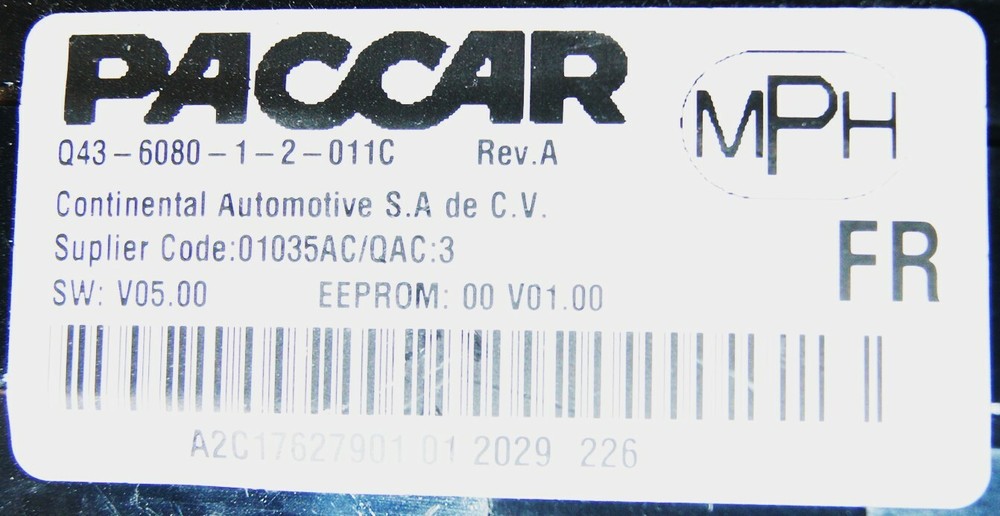 PACCAR
MPH
Q43-6080-1-2-011C Rev.A
Continental Automotive S.A de C.V.
FR
Suplier Code:01035AC/QAC:3
SW: V05.00 EEPROM: 00 V01.00
A2C17627901 01 2029 226